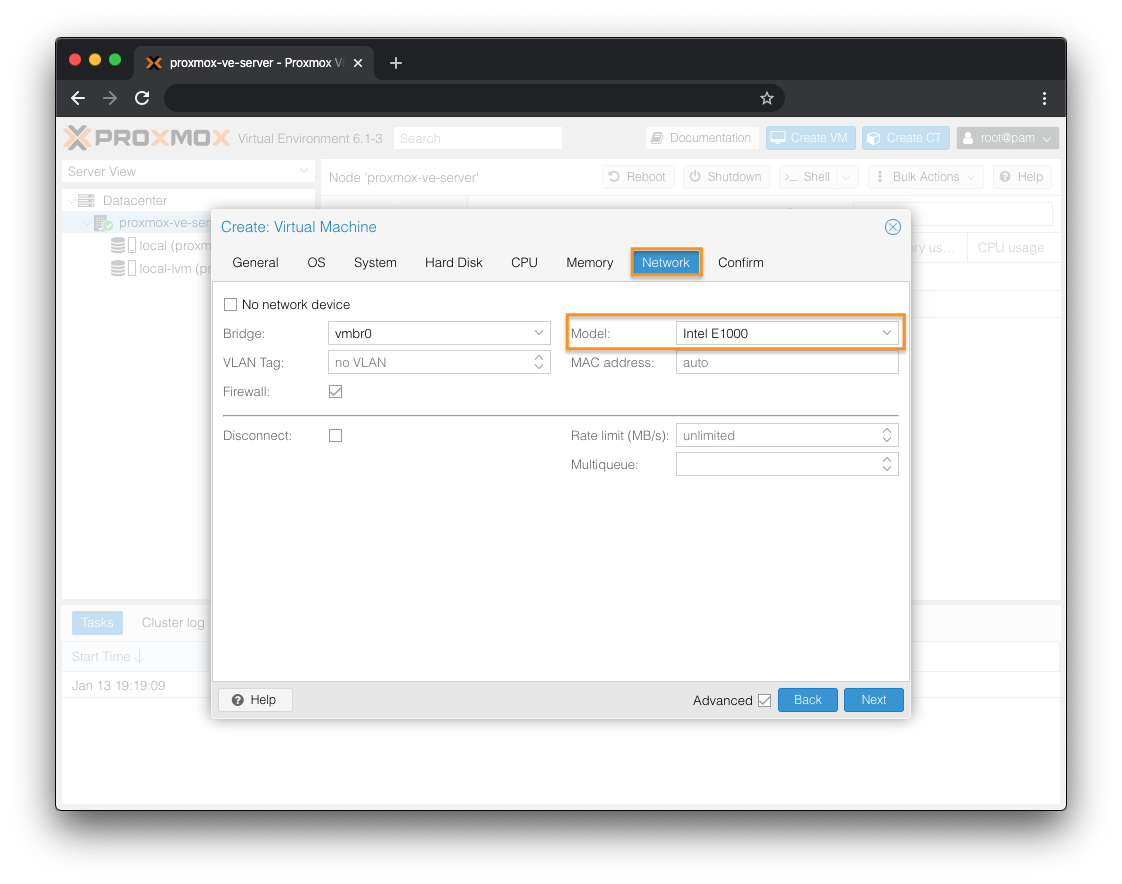 proxmox-ve-server - Proxmox V
PROXMOX Virtual Environment 6.1-3 Search Documentation Create VM Create CT root@pam
Server View
Node 'proxmox-ve-server' Reboot Shutdown >_ Shell Bulk Actions Help
Datacenter
proxmox-ve-ser
local (proxm
local-lvm (pr
ry us... CPU usage
Create: Virtual Machine
General OS System Hard Disk CPU Memory Network Confirm
No network device
Bridge: vmbr0 Model: Intel E1000
VLAN Tag: no VLAN MAC address: auto
Firewall:
Disconnect: Rate limit (MB/s): unlimited
Multiqueue:
Help Advanced Back Next
Tasks Cluster log
Start Time
Jan 13 19:19:09